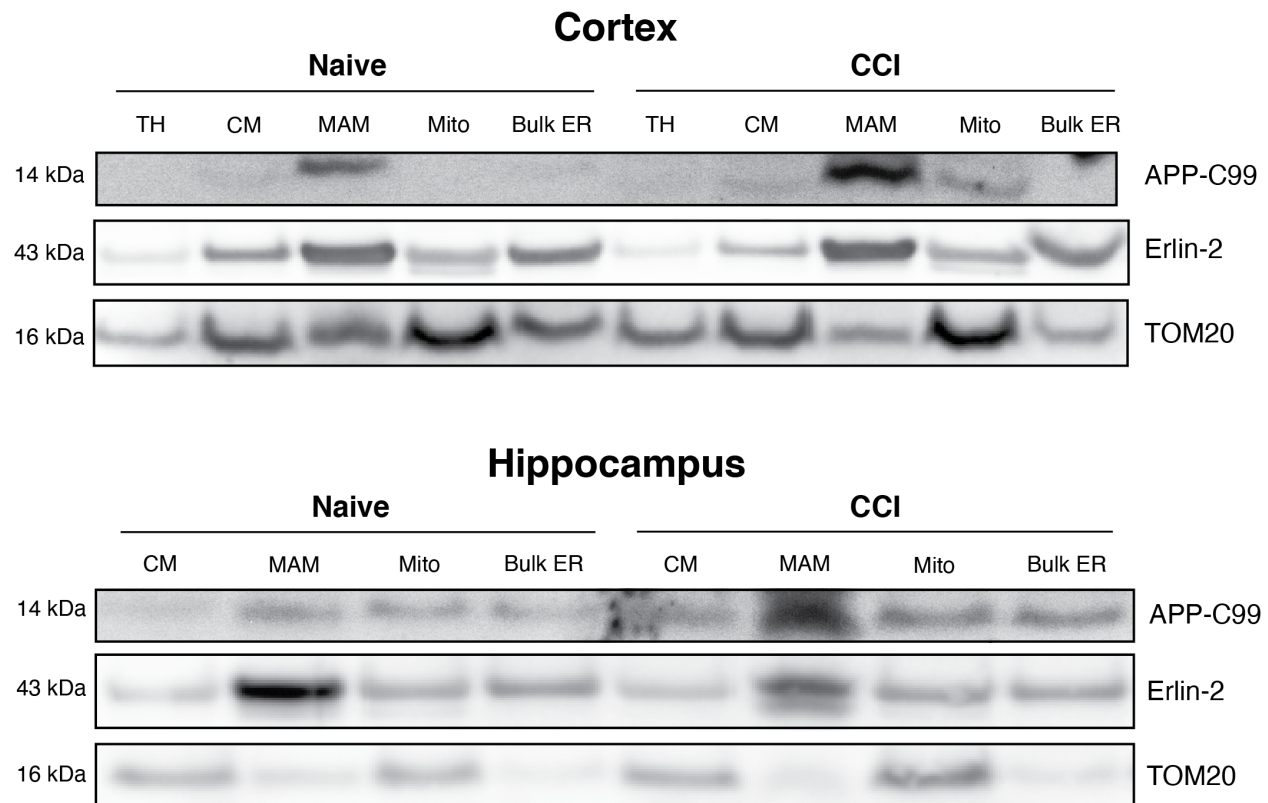 Cortex
Naive CCI
TH CM MAM Mito Bulk ER TH CM MAM Mito Bulk ER
14 kDa APP-C99
43 kDa Erlin-2
16 kDa TOM20
Hippocampus
Naive CCI
CM MAM Mito Bulk ER CM MAM Mito Bulk ER
14 kDa APP-C99
43 kDa Erlin-2
16 kDa TOM20